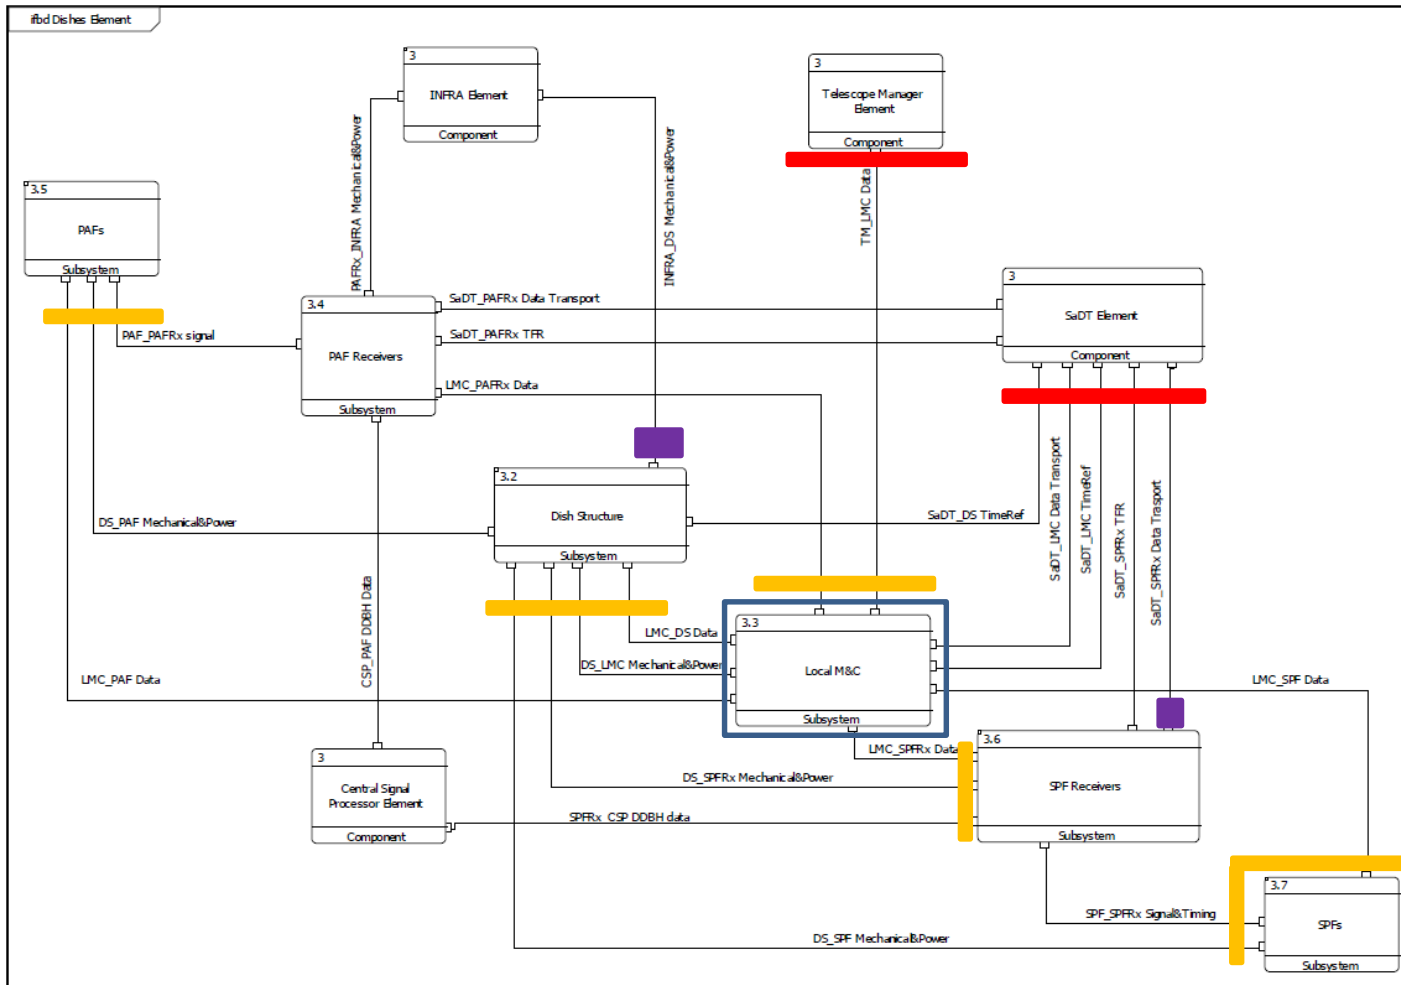 ifbd Dishes Element
3
INFRA Element
Component
3
Telescope Manager
Element
Component
PAFRx_INFRA Mechanical&Power
INFRA_DS Mechanical&Power
TM_LMC Data
3.5
PAFs
Subsystem
3.4
PAF Receivers
Subsystem
SaDT_PAFRx Data Transport
SaDT_PAFRx TFR
LMC_PAFRx Data
PAF_PAFRx signal
3
SaDT Element
Component
3.2
Dish Structure
Subsystem
DS_PAF Mechanical&Power
SaDT_DS TimeRef
SaDT_LMC Data Transport
SaDT_LMC TimeRef
SaDT_SPFRx TFR
SaDT_SPFRx Data Trasport
CSP_PAF DDBH Data
LMC_DS Data
DS_LMC Mechanical&Power
LMC_PAF Data
3.3
Local M&C
Subsystem
LMC_SPF Data
LMC_SPFRx Data
DS_SPFRx Mechanical&Power
SPFRx_CSP DDBH data
3
Central Signal
Processor Element
Component
3.6
SPF Receivers
Subsystem
SPF_SPFRx Signal&Timing
DS_SPF Mechanical&Power
3.7
SPFs
Subsystem